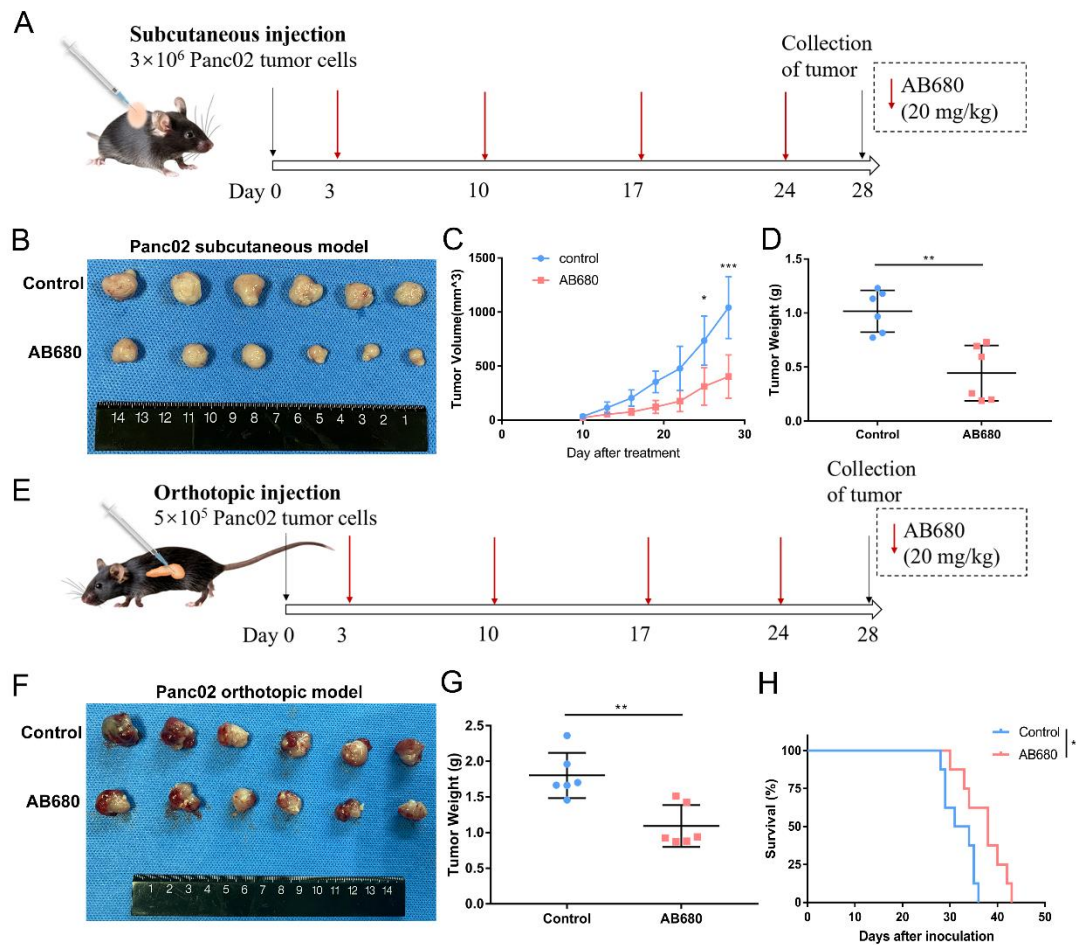 A
Subcutaneous injection
3×10⁶ Panc02 tumor cells
Collection
of tumor
AB680
(20 mg/kg)
Day 0 3 10 17 24 28
B
Panc02 subcutaneous model
Control
AB680
14 13 12 11 10 9 8 7 6 5 4 3 2 1
C
control
AB680
Tumor Volume(mm^3)
1500
1000
500
0
0 10 20 30
* ***
Day after treatment
D
**
Tumor Weight (g)
1.5
1.0
0.5
0.0
Control AB680
E
Orthotopic injection
5×10⁵ Panc02 tumor cells
Collection
of tumor
AB680
(20 mg/kg)
Day 0 3 10 17 24 28
F
Panc02 orthotopic model
Control
AB680
1 2 3 4 5 6 7 8 9 10 11 12 13 14
G
**
Tumor Weight (g)
2.5
2.0
1.5
1.0
0.5
0.0
Control AB680
H
Control
AB680
*
Survival (%)
100
75
50
25
0
0 10 20 30 40 50
Days after inoculation